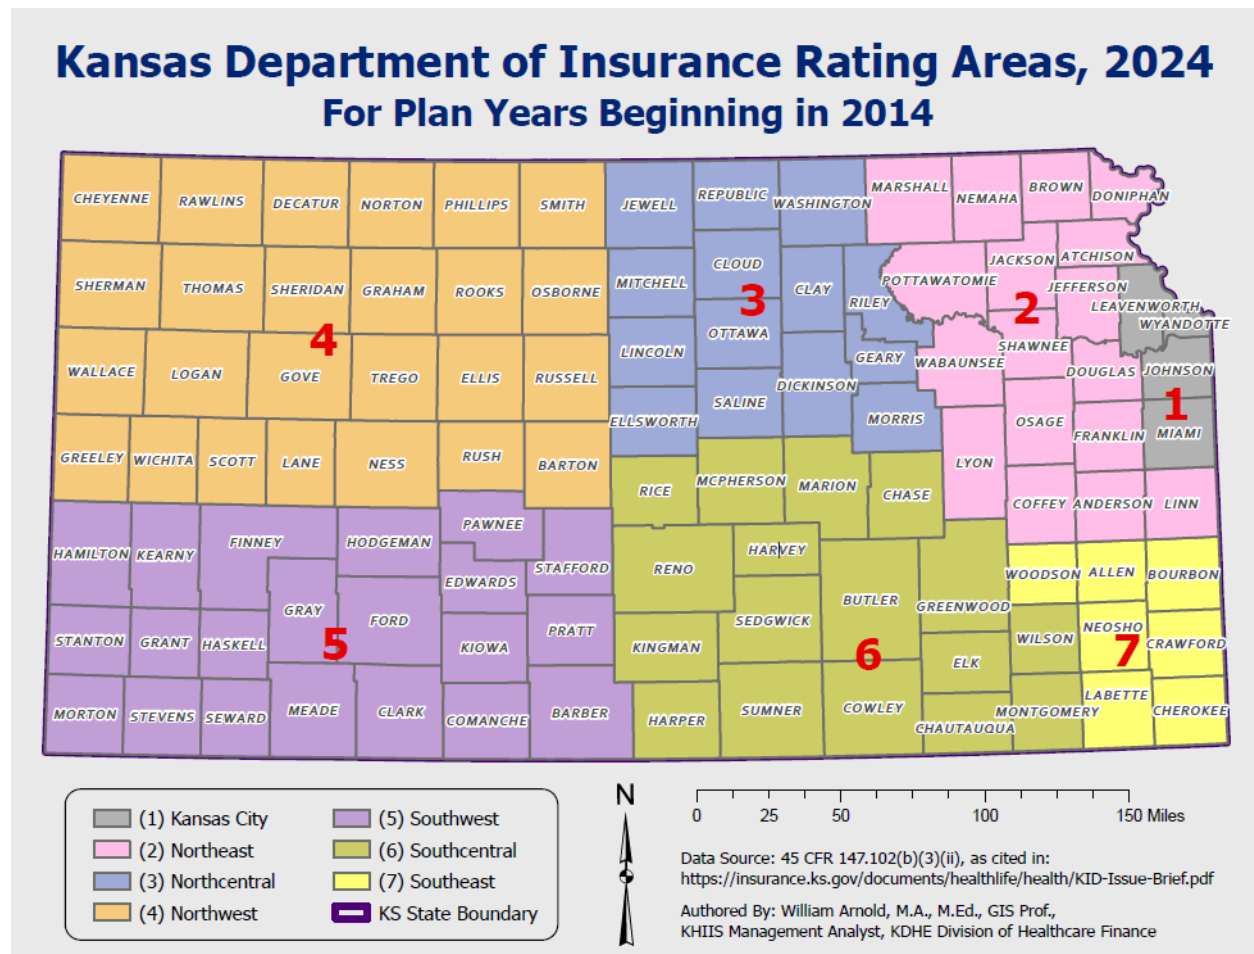 Kansas Department of Insurance Rating Areas, 2024
For Plan Years Beginning in 2014
CHEYENNE
RAWLINS
DECATUR
NORTON
PHILLIPS
SMITH
JEWELL
REPUBLIC
WASHINGTON
MARSHALL
NEMAHA
BROWN
DONIPHAN
SHERMAN
THOMAS
SHERIDAN
GRAHAM
ROOKS
OSBORNE
MITCHELL
CLOUD
CLAY
RILEY
POTTAWATOMIE
JACKSON
ATCHISON
JEFFERSON
LEAVENWORTH
WYANDOTTE
4
3
2
1
WALLACE
LOGAN
GOVE
TREGO
ELLIS
RUSSELL
LINCOLN
OTTAWA
GEARY
WABAUNSEE
SHAWNEE
DOUGLAS
JOHNSON
ELLSWORTH
SALINE
DICKINSON
MORRIS
LYON
OSAGE
FRANKLIN
MIAMI
GREELEY
WICHITA
SCOTT
LANE
NESS
RUSH
BARTON
RICE
MCPHERSON
MARION
CHASE
COFFEY
ANDERSON
LINN
HAMILTON
KEARNY
FINNEY
HODGEMAN
PAWNEE
EDWARDS
STAFFORD
RENO
HARVEY
BUTLER
GREENWOOD
WOODSON
ALLEN
BOURBON
STANTON
GRANT
HASKELL
GRAY
FORD
KIOWA
PRATT
KINGMAN
SEDGWICK
ELK
WILSON
NEOSHO
CRAWFORD
5
6
7
MORTON
STEVENS
SEWARD
MEADE
CLARK
COMANCHE
BARBER
HARPER
SUMNER
COWLEY
CHAUTAUQUA
MONTGOMERY
LABETTE
CHEROKEE
(1) Kansas City
(2) Northeast
(3) Northcentral
(4) Northwest
(5) Southwest
(6) Southcentral
(7) Southeast
KS State Boundary
N
0 25 50 100 150 Miles
Data Source: 45 CFR 147.102(b)(3)(ii), as cited in:
https://insurance.ks.gov/documents/healthlife/health/KID-Issue-Brief.pdf
Authored By: William Arnold, M.A., M.Ed., GIS Prof.,
KHIIS Management Analyst, KDHE Division of Healthcare Finance